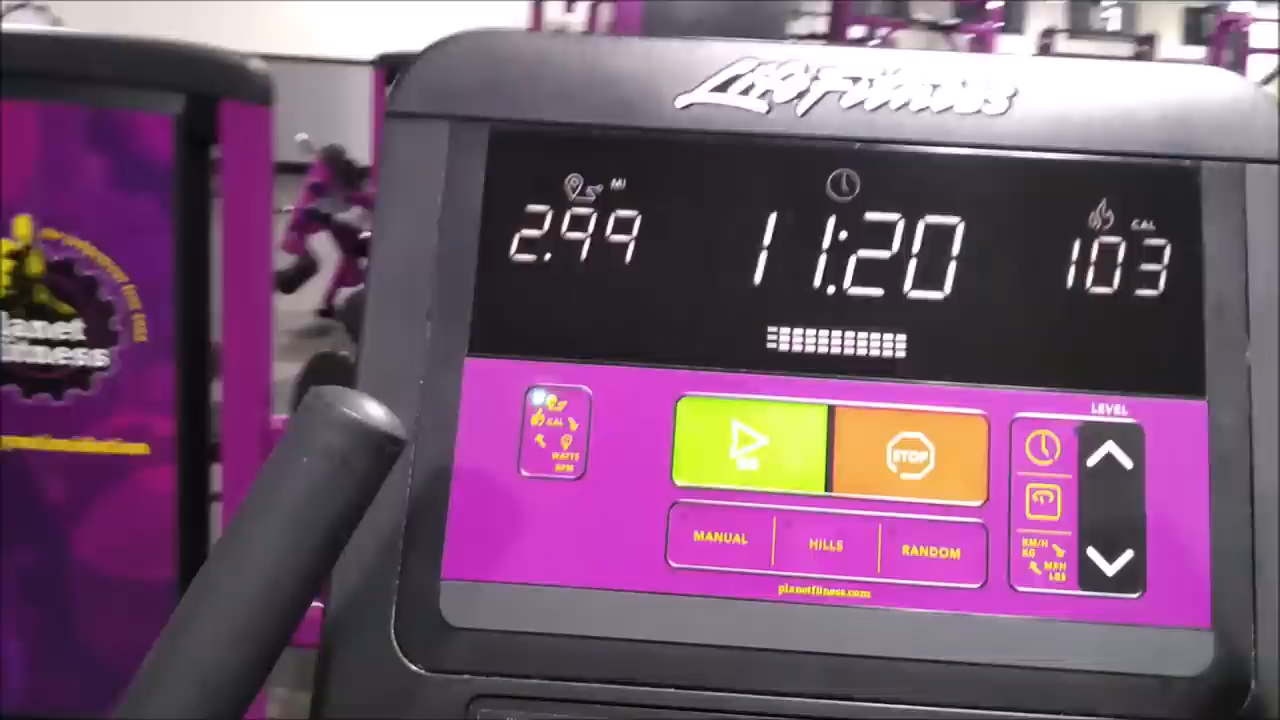 Life Fitness
MI
2.99
11:20
CAL
103
lanet
fitness
CAL
WATTS
RPM
STOP
LEVEL
KM/H
KG
MPH
LBS
MANUAL
HILLS
RANDOM
planetfitness.com